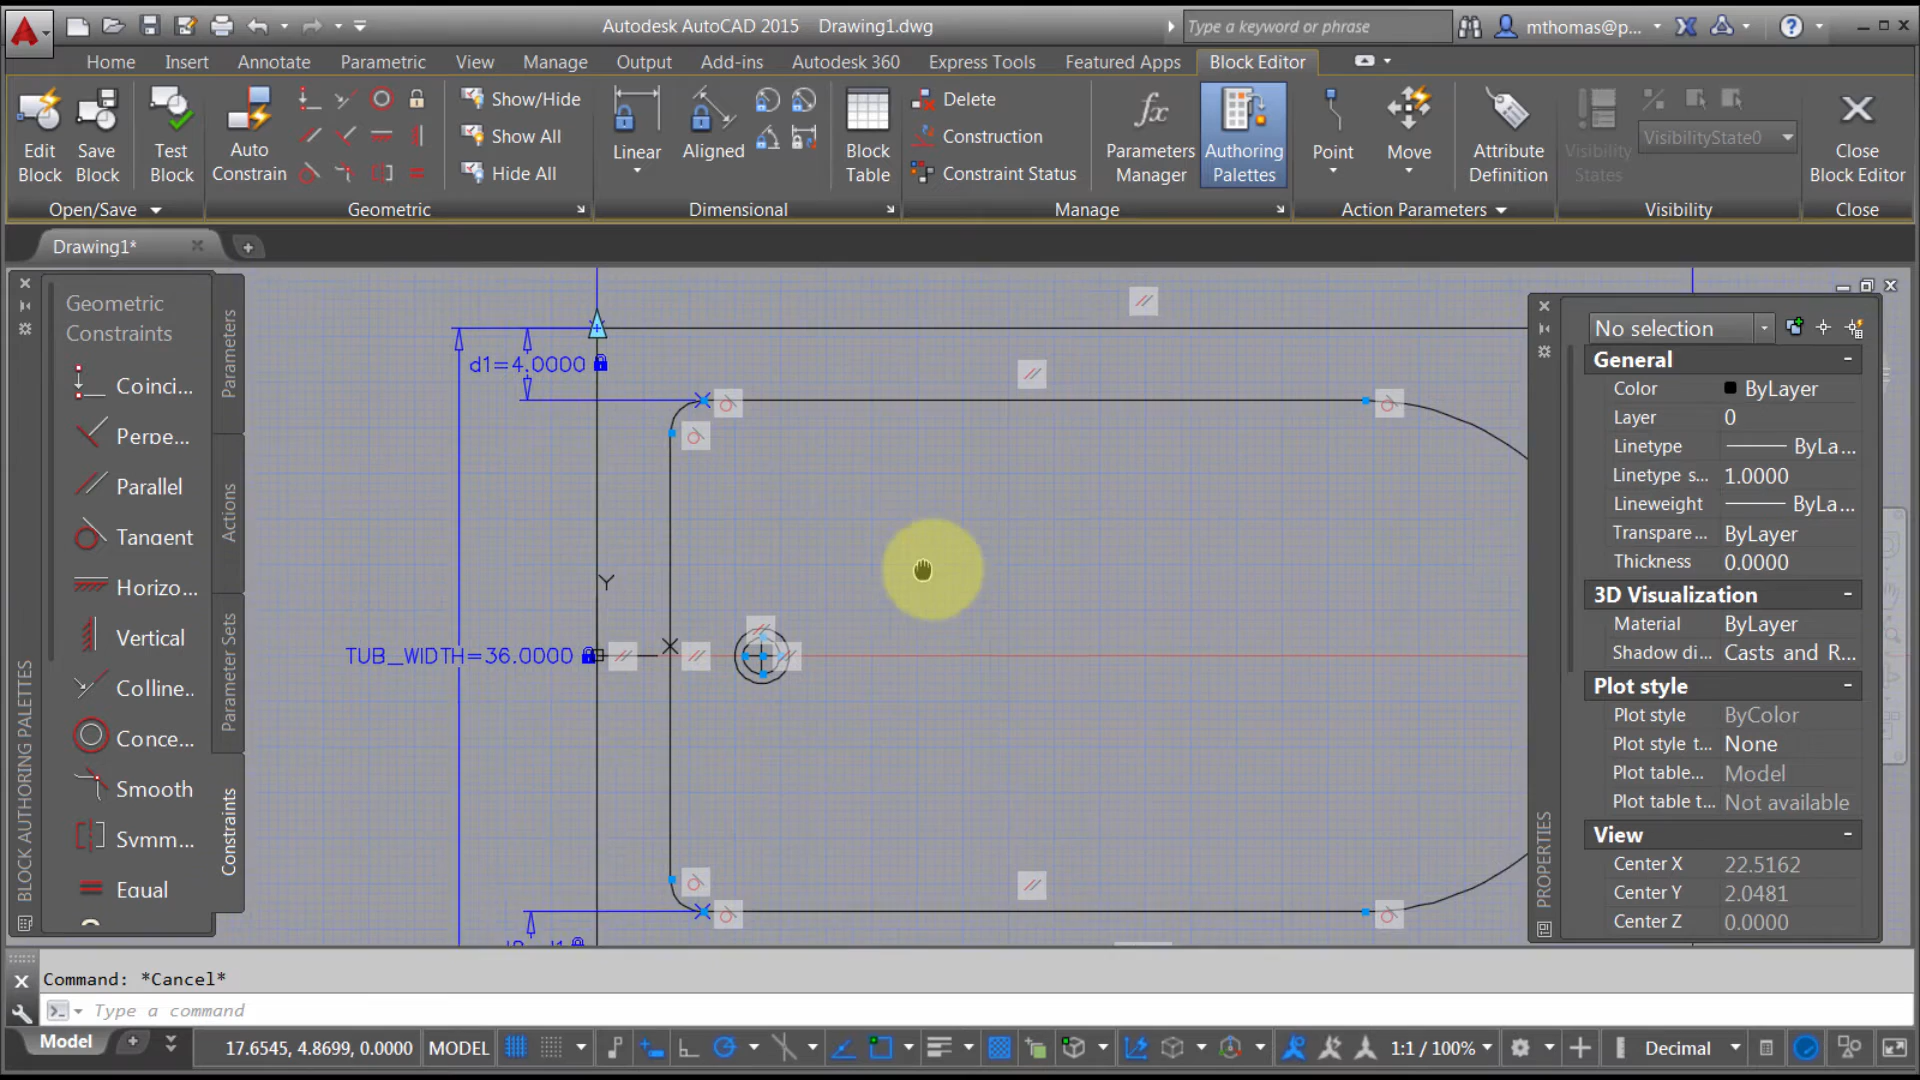 Autodesk AutoCAD 2015 Drawing1.dwg
Type a keyword or phrase
mthomas@p...
Home Insert Annotate Parametric View Manage Output Add-ins Autodesk 360 Express Tools Featured Apps Block Editor
Edit Block
Save Block
Test Block
Auto Constrain
Show/Hide
Show All
Hide All
Linear
Aligned
Block Table
Delete
Construction
Constraint Status
fx
Parameters Manager
Authoring Palettes
Point
Move
Attribute Definition
Visibility States
VisibilityState0
Close Block Editor
Open/Save
Geometric
Dimensional
Manage
Action Parameters
Visibility
Close
Drawing1*
Geometric
Constraints
Coinci...
Perpe...
Parallel
Tangent
Horizo...
Vertical
Colline..
Conce...
Smooth
Symm...
Equal
Parameters
Actions
Parameter Sets
Constraints
BLOCK AUTHORING PALETTES
d1=4.0000
Y
TUB_WIDTH=36.0000
No selection
General
Color ByLayer
Layer 0
Linetype ByLa...
Linetype s... 1.0000
Lineweight ByLa...
Transpare... ByLayer
Thickness 0.0000
3D Visualization
Material ByLayer
Shadow di... Casts and R...
Plot style
Plot style ByColor
Plot style t... None
Plot table... Model
Plot table t... Not available
View
Center X 22.5162
Center Y 2.0481
Center Z 0.0000
PROPERTIES
Command: *Cancel*
Type a command
Model
17.6545, 4.8699, 0.0000 MODEL
1:1 / 100%
Decimal